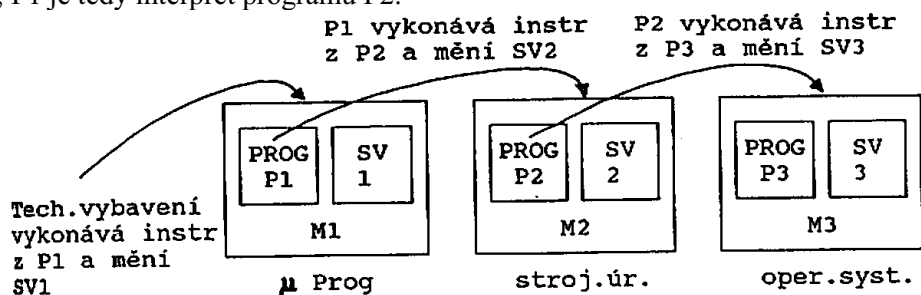 P1 je tedy interpret programu P2.
P1 vykonává instr
z P2 a mění SV2
P2 vykonává instr
z P3 a mění SV3
PROG
P1
SV
1
M1
PROG
P2
SV
2
M2
PROG
P3
SV
3
M3
Tech.vybavení
vykonává instr
z P1 a mění
SV1
µ Prog
stroj.úr.
oper.syst.